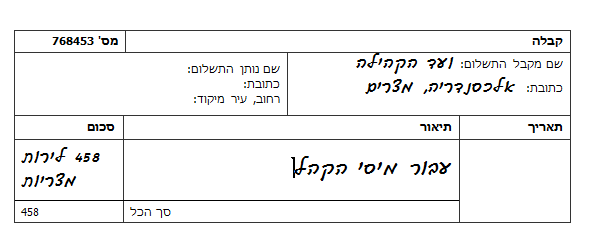 קבלה
מס' 768453
שם מקבל התשלום: ועד הקהילה
כתובת: אלכסנדריה, מצרים
שם נותן התשלום:
כתובת:
רחוב, עיר מיקוד:
תאריך
תיאור
סכום
עבור מיסי הקהל
458 לירות
מצריות
סך הכל
458